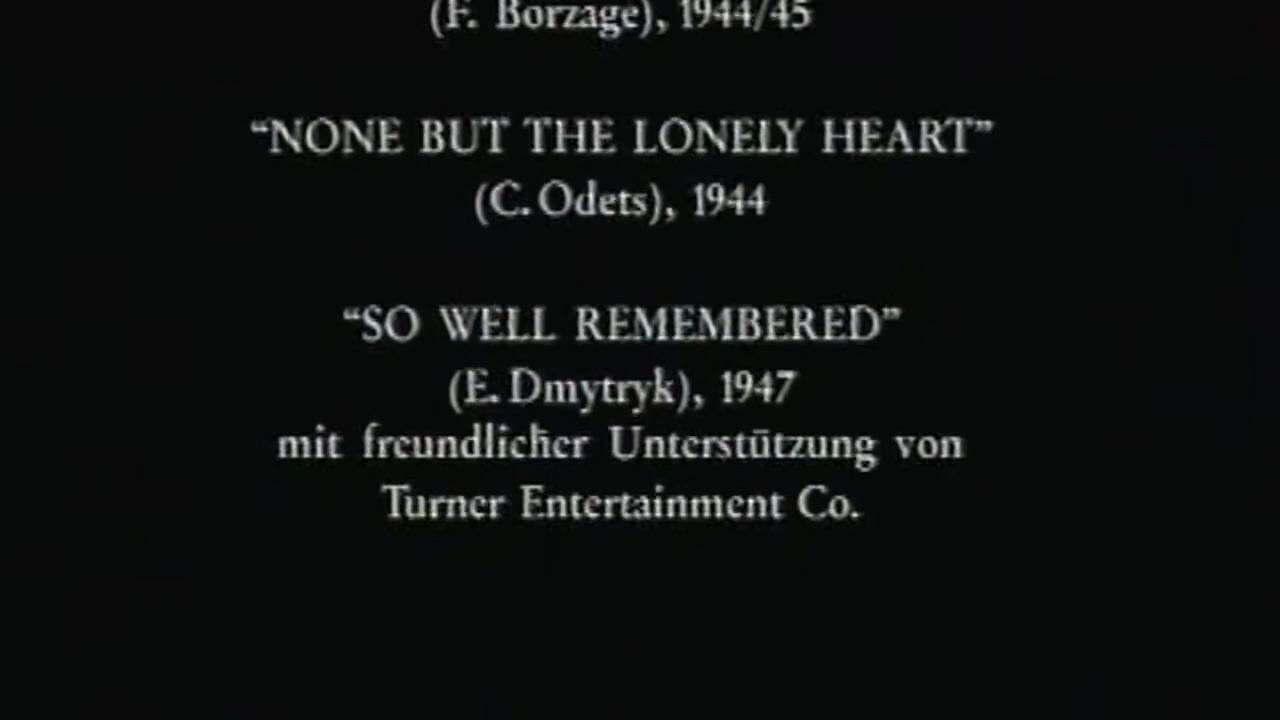 (F. Borzage), 1944/45
“NONE BUT THE LONELY HEART”
(C. Odets), 1944
“SO WELL REMEMBERED”
(E. Dmytryk), 1947
mit freundlicher Unterstützung von
Turner Entertainment Co.